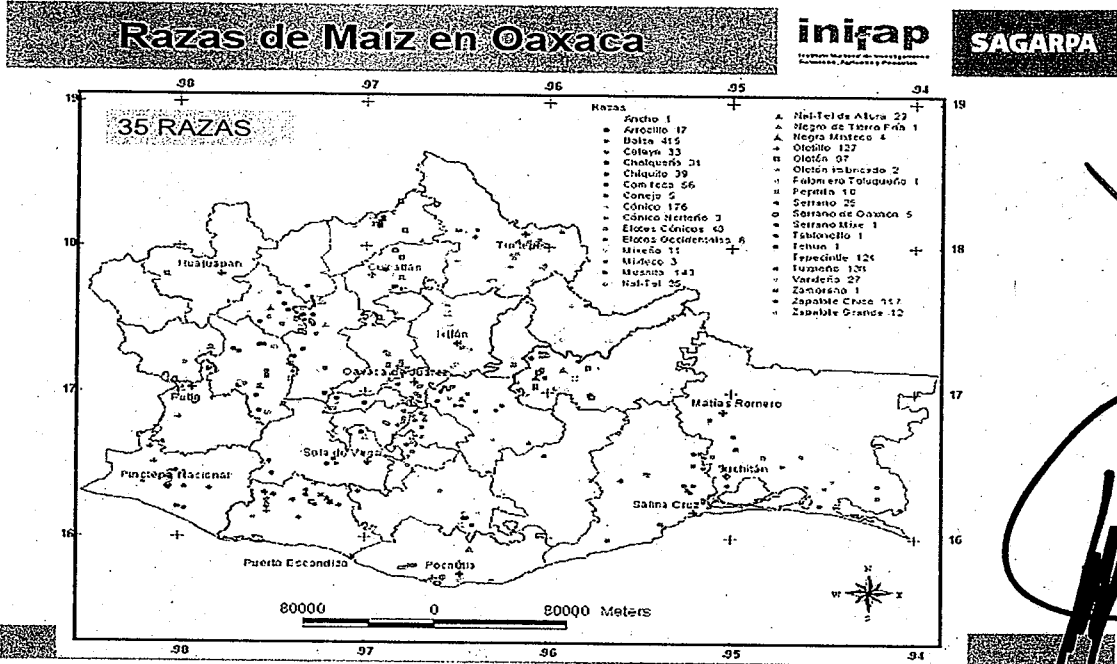 Razas de Maíz en Oaxaca
inifap
SAGARPA
-98 -97 -96 -95 -94
19 19
35 RAZAS
Razas
Ancho 1
Arrocillo 17
Bolita 415
Celaya 33
Chalqueño 31
Chiquito 39
Comiteco 56
Conejo 5
Cónico 176
Cónico Norteño 3
Elotes Cónicos
Elotes Occidentales
Mixeño 11
Mixteco 3
Mushito 143
Nal-Tel
Nal-Tel de Altura
Negro de Tierra Fría 1
Negro Mixteco 4
Olotillo 127
Olotón 97
Olotón Imbricado 2
Palomero Toluqueño 1
Pepitilla 10
Serrano 25
Serrano de Oaxaca 5
Serrano Mixe 1
Tabloncillo 1
Tehua 1
Tepecintle
Tuxpeño
Vandeño 27
Zamorano 1
Zapalote Chico
Zapalote Grande 12
18 18
Huajuapan
Cuicatlán
Tuxtepec
Ixtlán
Oaxaca de Juárez
17 17
Putla
Matías Romero
Sola de Vega
Pinotepa Nacional
Juchitán
Salina Cruz
16 16
Puerto Escondido
Pochutla
80000 0 80000 Meters
N
W
S
-98 -97 -96 -95 -94